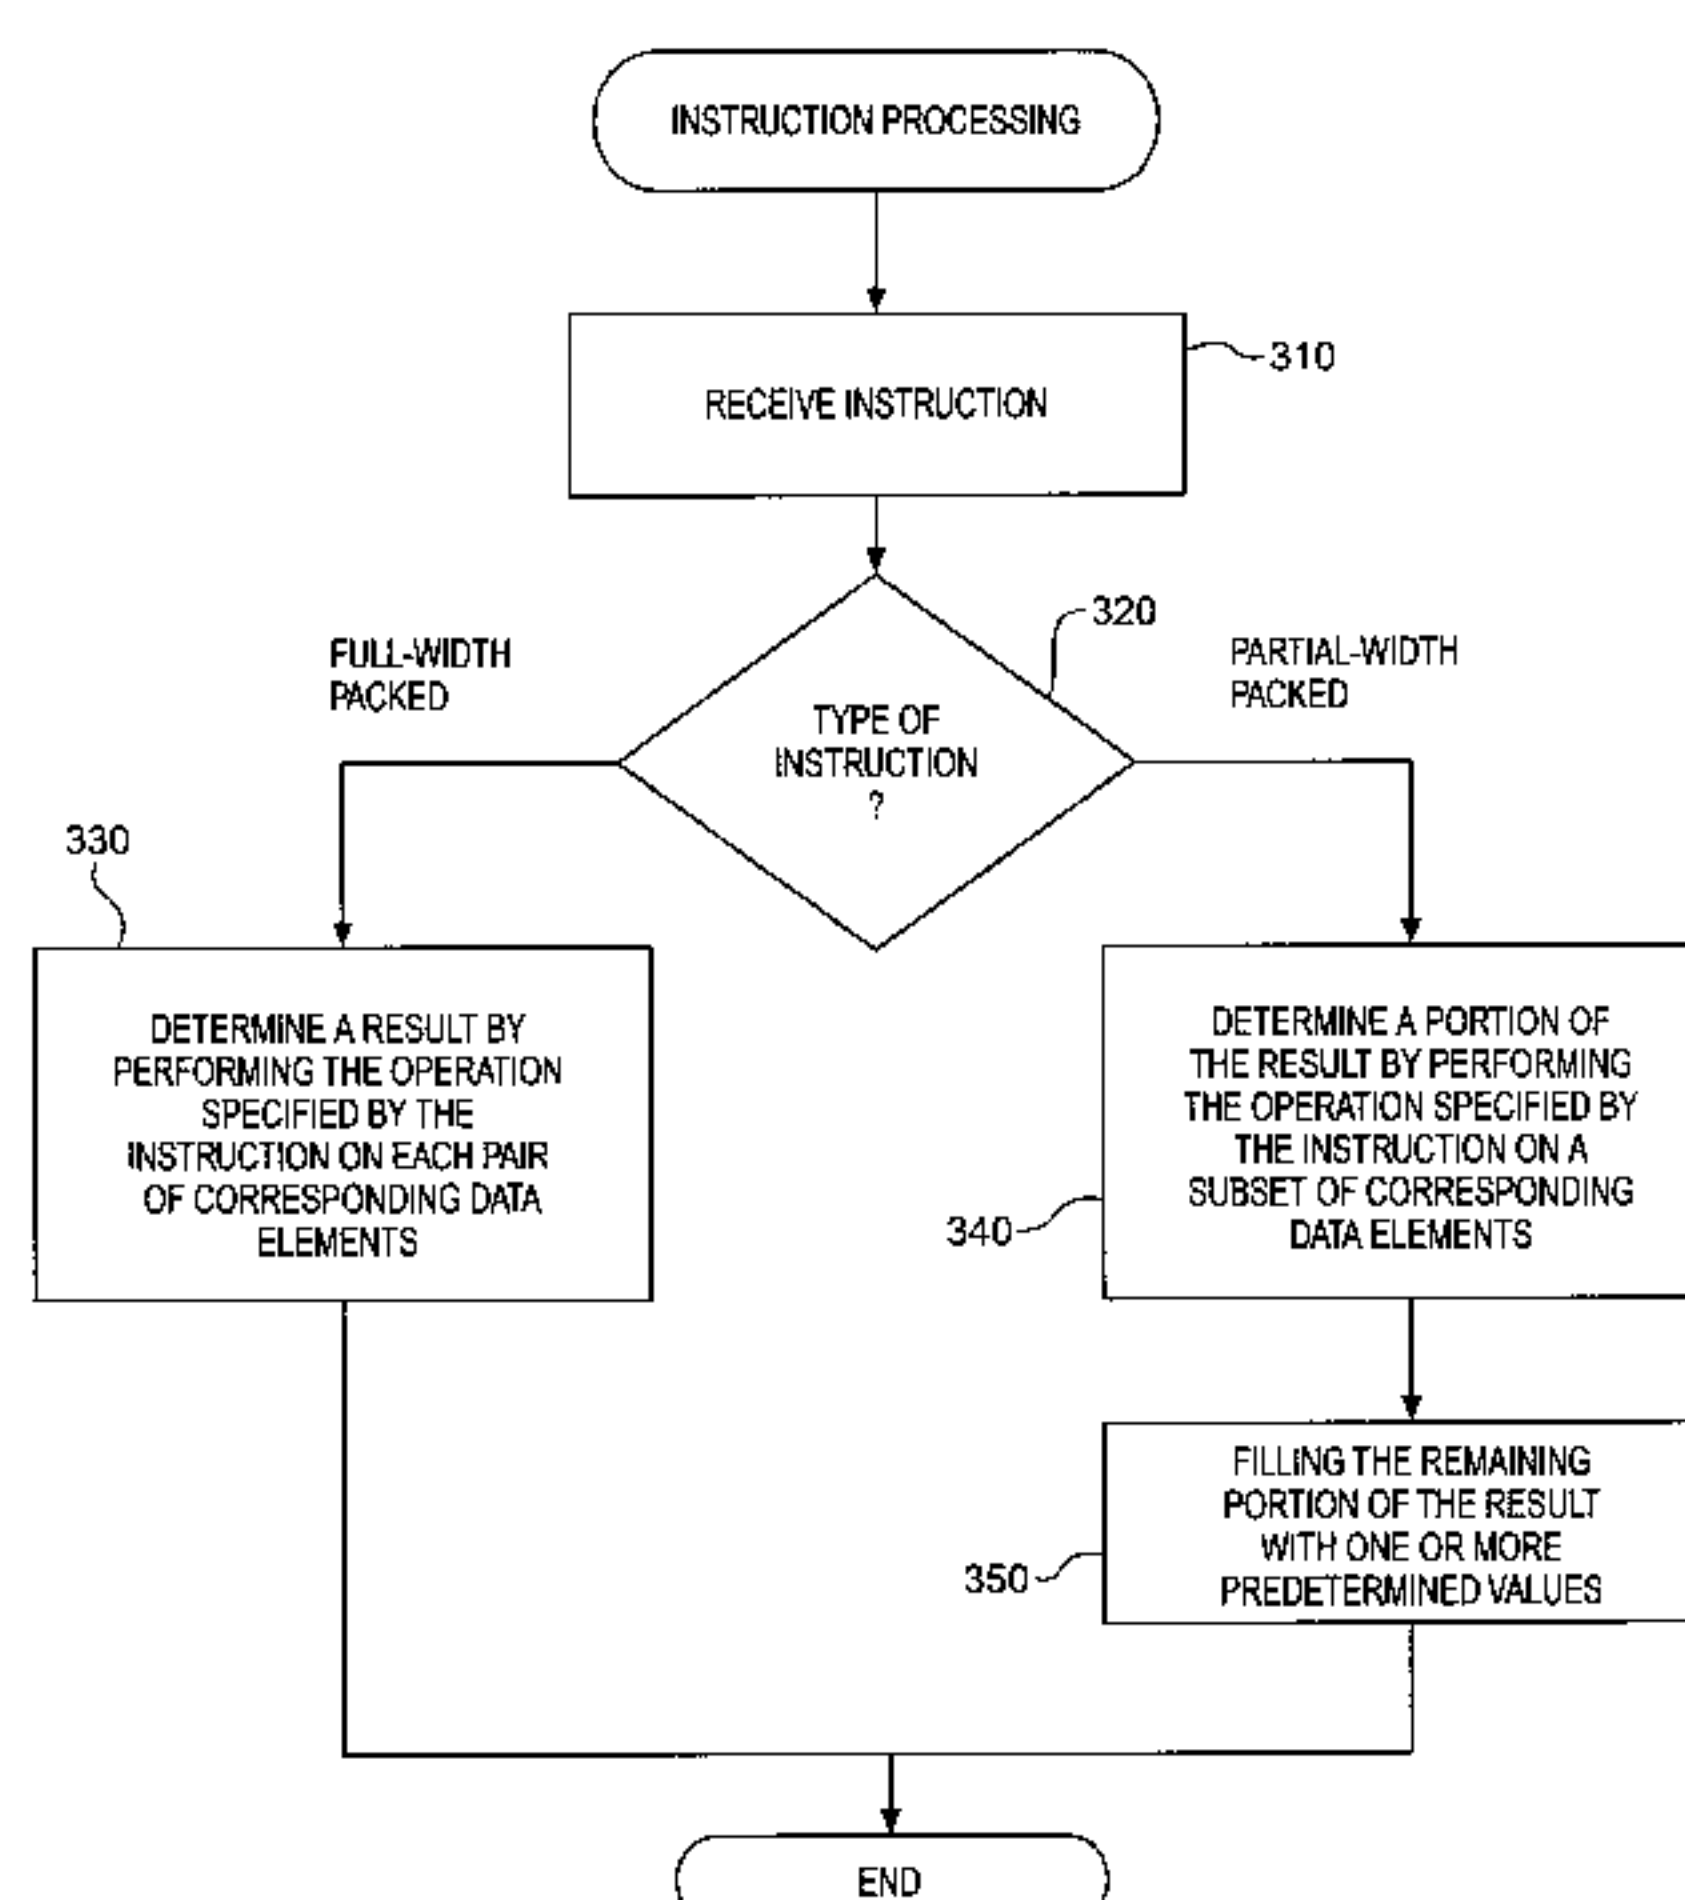 INSTRUCTION PROCESSING
RECEIVE INSTRUCTION
310
320
FULL-WIDTH
PACKED
TYPE OF
INSTRUCTION
?
PARTIAL-WIDTH
PACKED
330
DETERMINE A RESULT BY
PERFORMING THE OPERATION
SPECIFIED BY THE
INSTRUCTION ON EACH PAIR
OF CORRESPONDING DATA
ELEMENTS
340
DETERMINE A PORTION OF
THE RESULT BY PERFORMING
THE OPERATION SPECIFIED BY
THE INSTRUCTION ON A
SUBSET OF CORRESPONDING
DATA ELEMENTS
350
FILLING THE REMAINING
PORTION OF THE RESULT
WITH ONE OR MORE
PREDETERMINED VALUES
END